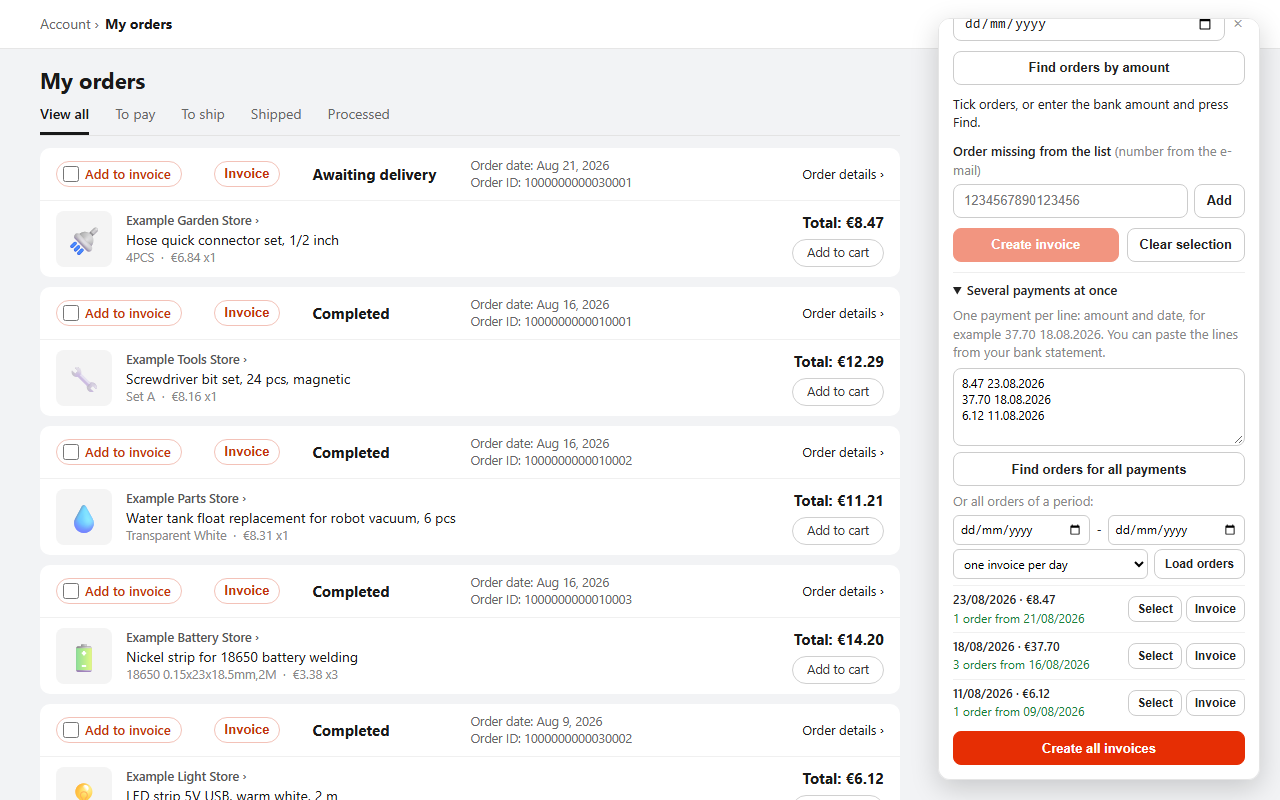 Account › My orders
My orders
View all To pay To ship Shipped Processed
Add to invoice Invoice Awaiting delivery Order date: Aug 21, 2026 Order ID: 1000000000030001 Order details ›
Example Garden Store ›
Hose quick connector set, 1/2 inch
4PCS · €6.84 x1
Total: €8.47
Add to cart
Add to invoice Invoice Completed Order date: Aug 16, 2026 Order ID: 1000000000010001 Order details ›
Example Tools Store ›
Screwdriver bit set, 24 pcs, magnetic
Set A · €8.16 x1
Total: €12.29
Add to cart
Add to invoice Invoice Completed Order date: Aug 16, 2026 Order ID: 1000000000010002 Order details ›
Example Parts Store ›
Water tank float replacement for robot vacuum, 6 pcs
Transparent White · €8.31 x1
Total: €11.21
Add to cart
Add to invoice Invoice Completed Order date: Aug 16, 2026 Order ID: 1000000000010003 Order details ›
Example Battery Store ›
Nickel strip for 18650 battery welding
18650 0.15x23x18.5mm,2M · €3.38 x3
Total: €14.20
Add to cart
Add to invoice Invoice Completed Order date: Aug 9, 2026 Order ID: 1000000000030002 Order details ›
Example Light Store ›
LED strip 5V USB, warm white, 2 m
Total: €6.12
dd/mm/yyyy ×
Find orders by amount
Tick orders, or enter the bank amount and press
Find.
Order missing from the list (number from the e-
mail)
1234567890123456 Add
Create invoice Clear selection
▼ Several payments at once
One payment per line: amount and date, for
example 37.70 18.08.2026. You can paste the lines
from your bank statement.
8.47 23.08.2026
37.70 18.08.2026
6.12 11.08.2026
Find orders for all payments
Or all orders of a period:
dd/mm/yyyy - dd/mm/yyyy
one invoice per day Load orders
23/08/2026 · €8.47
1 order from 21/08/2026
Select Invoice
18/08/2026 · €37.70
3 orders from 16/08/2026
Select Invoice
11/08/2026 · €6.12
1 order from 09/08/2026
Select Invoice
Create all invoices